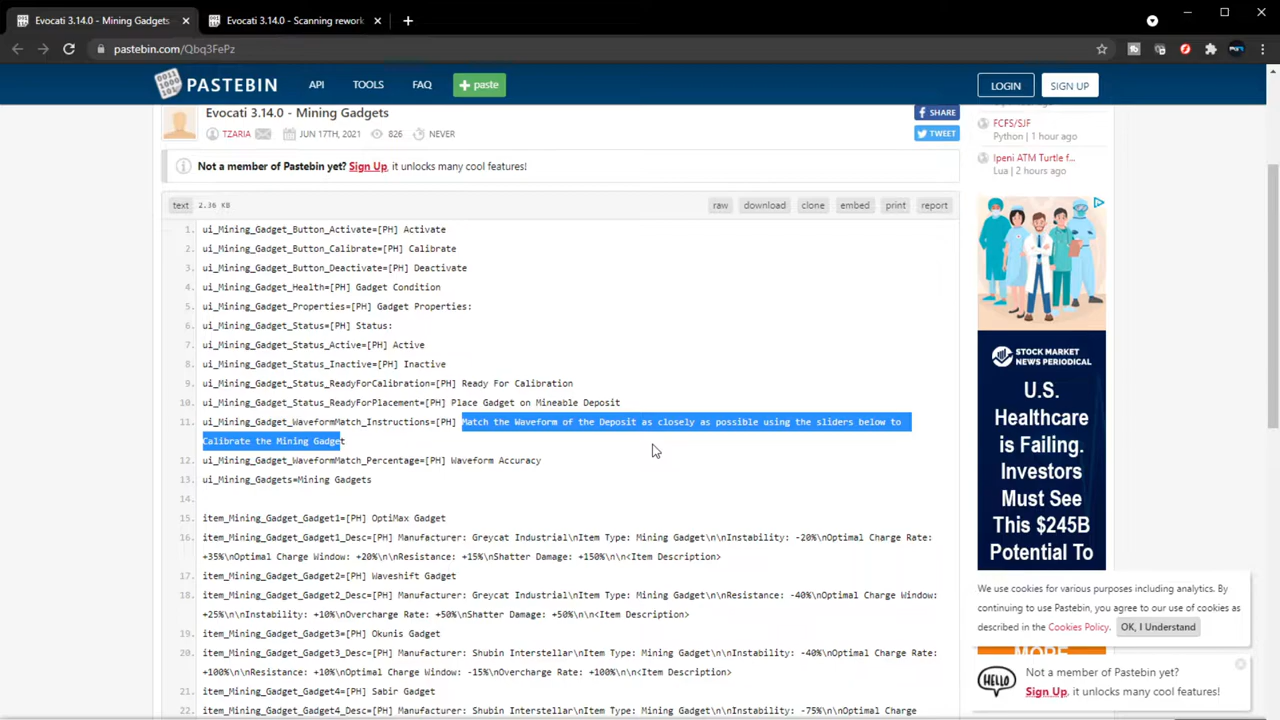 Evocati 3.14.0 - Mining Gadgets
Evocati 3.14.0 - Scanning rework
pastebin.com/Qbq3FePz
PASTEBIN
API
TOOLS
FAQ
+ paste
LOGIN
SIGN UP
Evocati 3.14.0 - Mining Gadgets
TZARIA
JUN 17TH, 2021
826
NEVER
SHARE
TWEET
FCFS/SJF
Python | 1 hour ago
Ipeni ATM Turtle f...
Lua | 2 hours ago
Not a member of Pastebin yet? Sign Up, it unlocks many cool features!
text 2.36 KB
raw
download
clone
embed
print
report
1. ui_Mining_Gadget_Button_Activate=[PH] Activate
2. ui_Mining_Gadget_Button_Calibrate=[PH] Calibrate
3. ui_Mining_Gadget_Button_Deactivate=[PH] Deactivate
4. ui_Mining_Gadget_Health=[PH] Gadget Condition
5. ui_Mining_Gadget_Properties=[PH] Gadget Properties:
6. ui_Mining_Gadget_Status=[PH] Status:
7. ui_Mining_Gadget_Status_Active=[PH] Active
8. ui_Mining_Gadget_Status_Inactive=[PH] Inactive
9. ui_Mining_Gadget_Status_ReadyForCalibration=[PH] Ready For Calibration
10. ui_Mining_Gadget_Status_ReadyForPlacement=[PH] Place Gadget on Mineable Deposit
11. ui_Mining_Gadget_WaveformMatch_Instructions=[PH] Match the Waveform of the Deposit as closely as possible using the sliders below to
Calibrate the Mining Gadget
12. ui_Mining_Gadget_WaveformMatch_Percentage=[PH] Waveform Accuracy
13. ui_Mining_Gadgets=Mining Gadgets
14.
15. item_Mining_Gadget_Gadget1=[PH] OptiMax Gadget
16. item_Mining_Gadget_Gadget1_Desc=[PH] Manufacturer: Greycat Industrial\nItem Type: Mining Gadget\n\nInstability: -20%\nOptimal Charge Rate:
+35%\nOptimal Charge Window: +20%\nResistance: +15%\nShatter Damage: +150%\n\n<Item Description>
17. item_Mining_Gadget_Gadget2=[PH] Waveshift Gadget
18. item_Mining_Gadget_Gadget2_Desc=[PH] Manufacturer: Greycat Industrial\nItem Type: Mining Gadget\n\nResistance: -40%\nOptimal Charge Window:
+25%\n\nInstability: +10%\nOvercharge Rate: +50%\nShatter Damage: +50%\n\n<Item Description>
19. item_Mining_Gadget_Gadget3=[PH] Okunis Gadget
20. item_Mining_Gadget_Gadget3_Desc=[PH] Manufacturer: Shubin Interstellar\nItem Type: Mining Gadget\n\nInstability: -40%\nOptimal Charge Rate:
+100%\n\nResistance: +10%\nOptimal Charge Window: -15%\nOvercharge Rate: +100%\n\n<Item Description>
21. item_Mining_Gadget_Gadget4=[PH] Sabir Gadget
22. item_Mining_Gadget_Gadget4_Desc=[PH] Manufacturer: Shubin Interstellar\nItem Type: Mining Gadget\n\nInstability: -75%\n\nOptimal Charge
STOCK MARKET
NEWS PERIODICAL
U.S.
Healthcare
is Failing.
Investors
Must See
This $245B
Potential To
MORE
We use cookies for various purposes including analytics. By
continuing to use Pastebin, you agree to our use of cookies as
described in the Cookies Policy.
OK, I Understand
HELLO
Not a member of Pastebin yet?
Sign Up, it unlocks many cool features!